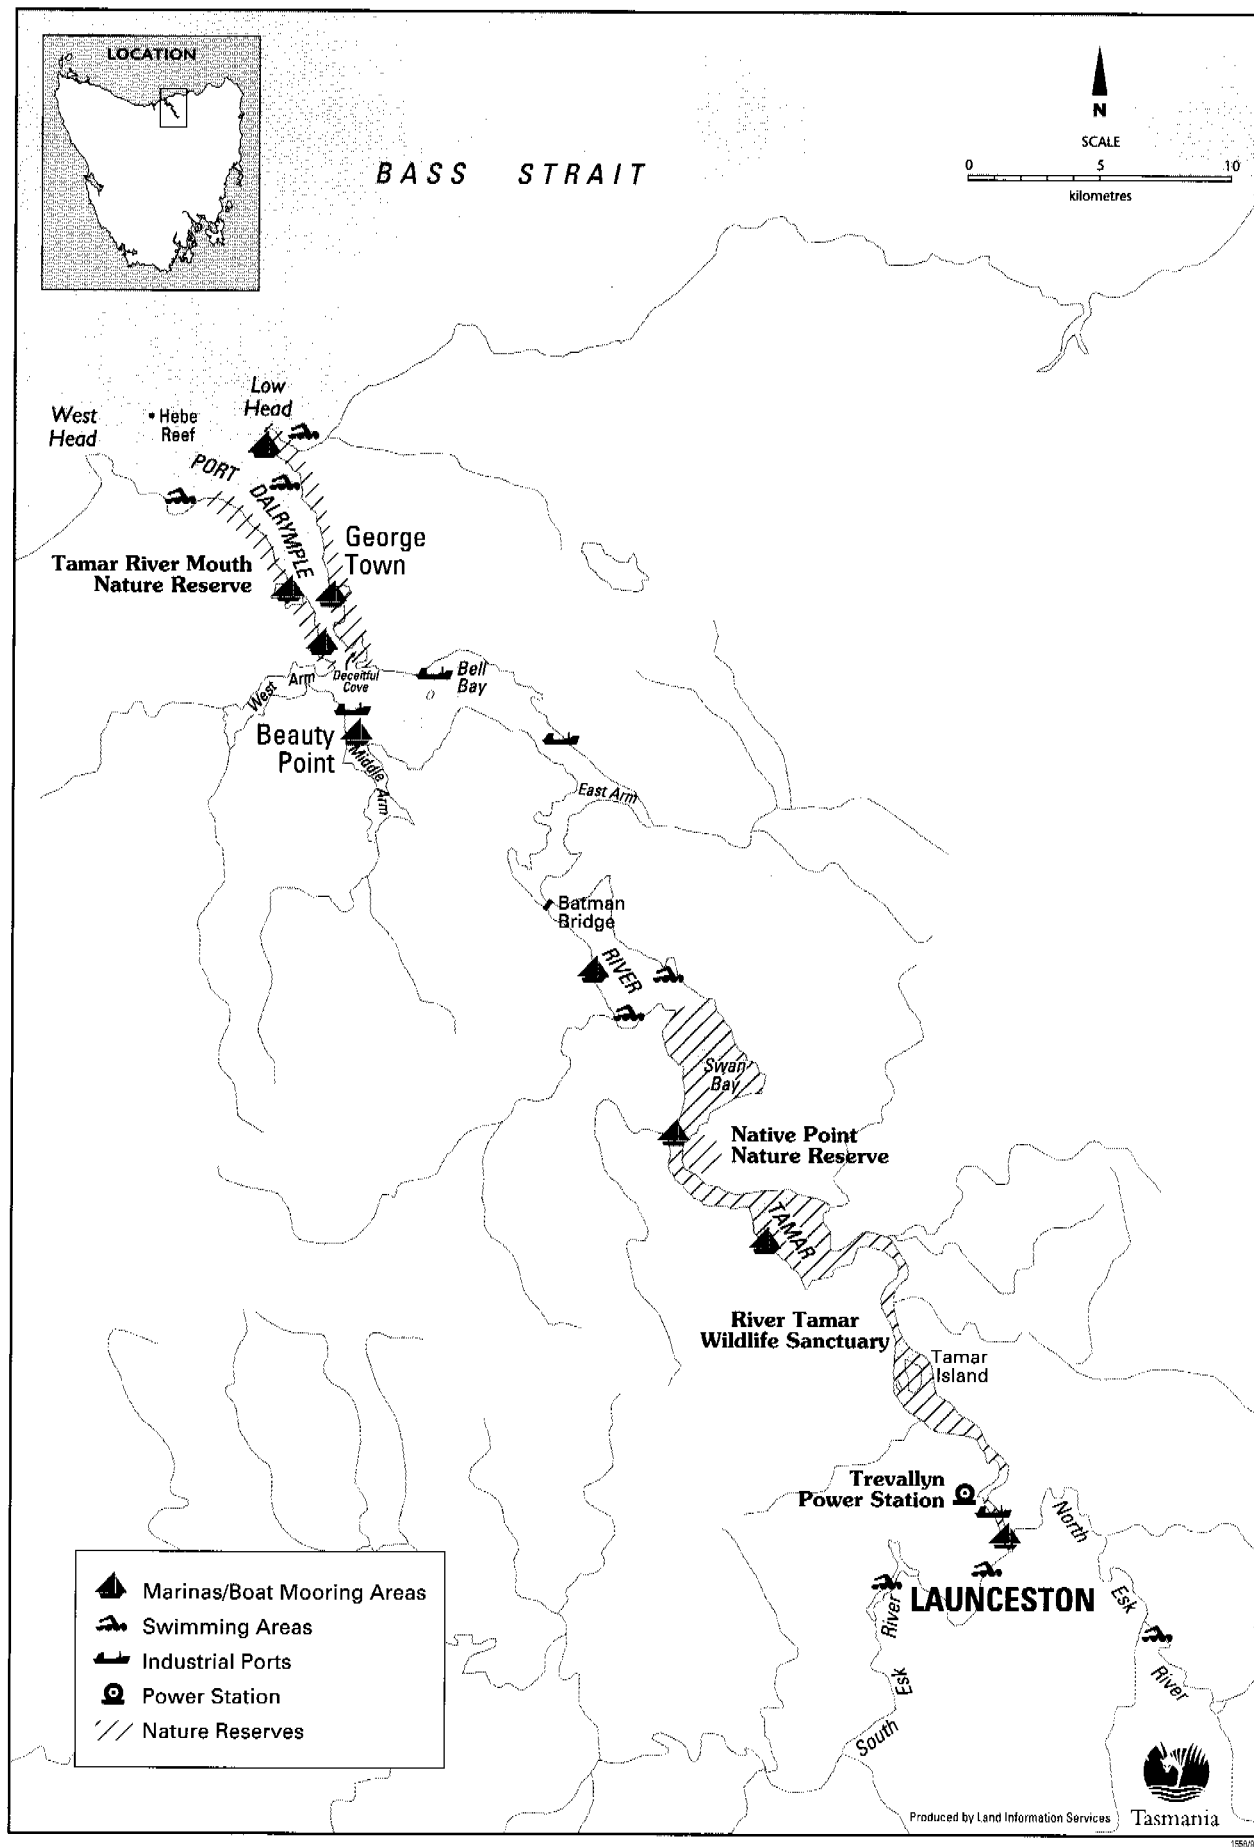 LOCATION
BASS STRAIT
N
SCALE
0 5 10
kilometres
Low
Head
West
Head
Hebe
Reef
PORT
DALRYMPLE
George
Town
Tamar River Mouth
Nature Reserve
West Arm
Deceitful
Cove
Bell
Bay
Beauty
Point
Middle Arm
East Arm
Batman
Bridge
RIVER
Swan
Bay
Native Point
Nature Reserve
TAMAR
River Tamar
Wildlife Sanctuary
Tamar
Island
Trevallyn
Power Station
North
Esk
River
LAUNCESTON
River
Esk
South
Marinas/Boat Mooring Areas
Swimming Areas
Industrial Ports
Power Station
Nature Reserves
Produced by Land Information Services
Tasmania